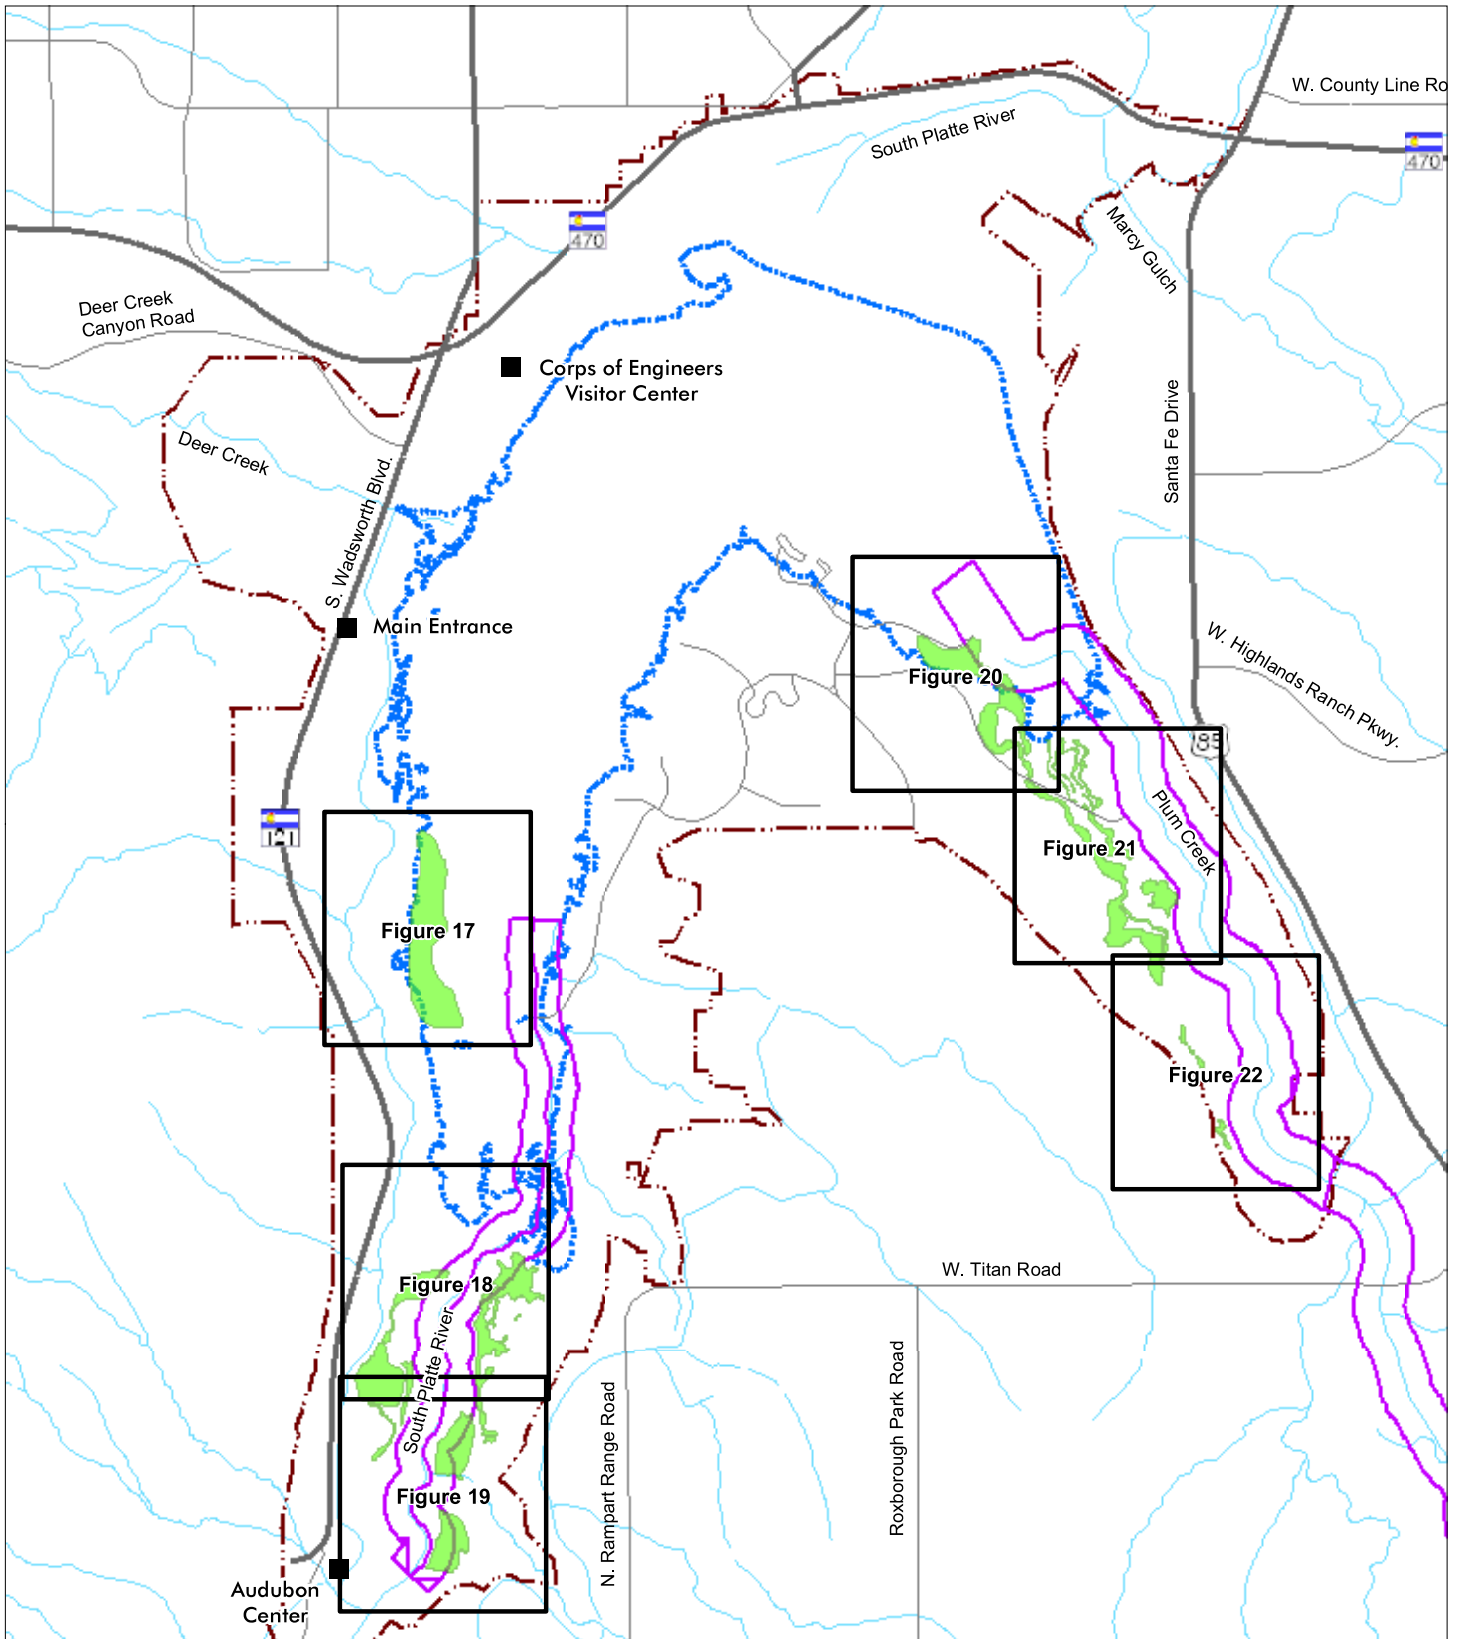 W. County Line Ro
South Platte River
470
470
Marcy Gulch
Deer Creek
Canyon Road
Corps of Engineers
Visitor Center
Santa Fe Drive
Deer Creek
S. Wadsworth Blvd.
Main Entrance
W. Highlands Ranch Pkwy.
Figure 20
85
121
Plum Creek
Figure 21
Figure 17
Figure 22
W. Titan Road
Figure 18
South Platte River
N. Rampart Range Road
Roxborough Park Road
Figure 19
Audubon
Center